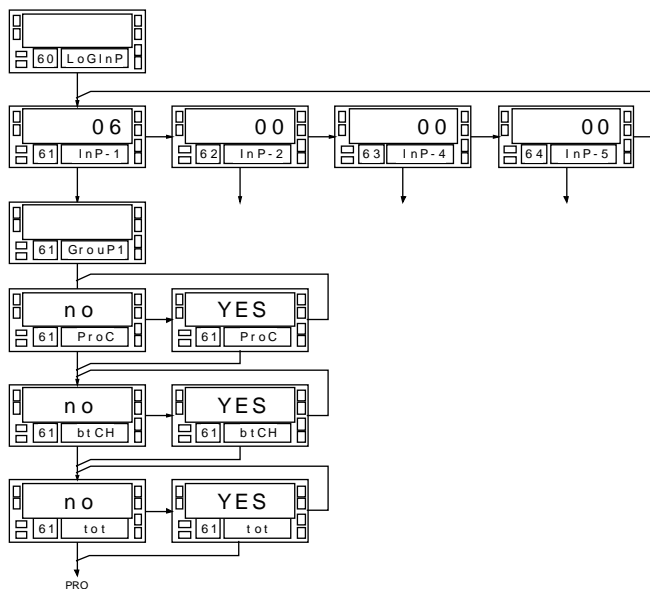 60 LoGInP
06 00 00 00
61 InP-1 62 InP-2 63 InP-4 64 InP-5
61 GrouP1
no YES
61 ProC 61 ProC
no YES
61 btCH 61 btCH
no YES
61 tot 61 tot
PRO